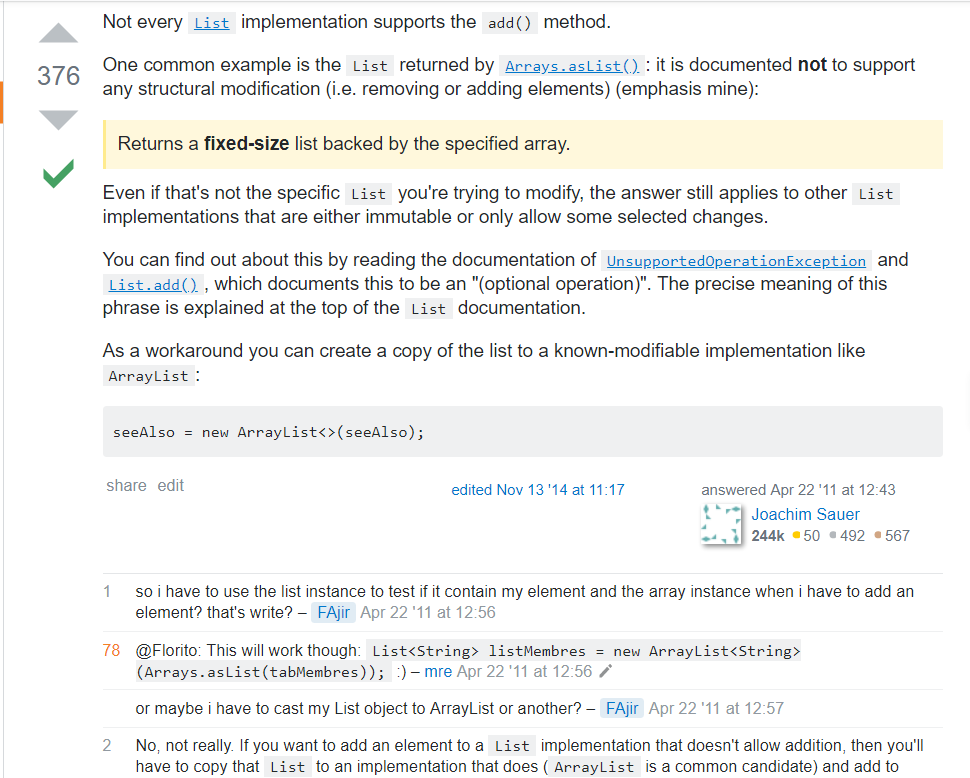 Not every List implementation supports the add() method.
376
One common example is the List returned by Arrays.asList() : it is documented not to support
any structural modification (i.e. removing or adding elements) (emphasis mine):
Returns a fixed-size list backed by the specified array.
Even if that's not the specific List you're trying to modify, the answer still applies to other List
implementations that are either immutable or only allow some selected changes.
You can find out about this by reading the documentation of UnsupportedOperationException and
List.add() , which documents this to be an "(optional operation)". The precise meaning of this
phrase is explained at the top of the List documentation.
As a workaround you can create a copy of the list to a known-modifiable implementation like
ArrayList :
seeAlso = new ArrayList<>(seeAlso);
share edit
edited Nov 13 '14 at 11:17
answered Apr 22 '11 at 12:43
Joachim Sauer
244k 50 492 567
1 so i have to use the list instance to test if it contain my element and the array instance when i have to add an
element? that's write? – FAjir Apr 22 '11 at 12:56
78 @Florito: This will work though: List<String> listMembres = new ArrayList<String>
(Arrays.asList(tabMembres)); :) – mre Apr 22 '11 at 12:56
or maybe i have to cast my List object to ArrayList or another? – FAjir Apr 22 '11 at 12:57
2 No, not really. If you want to add an element to a List implementation that doesn't allow addition, then you'll
have to copy that List to an implementation that does ( ArrayList is a common candidate) and add to